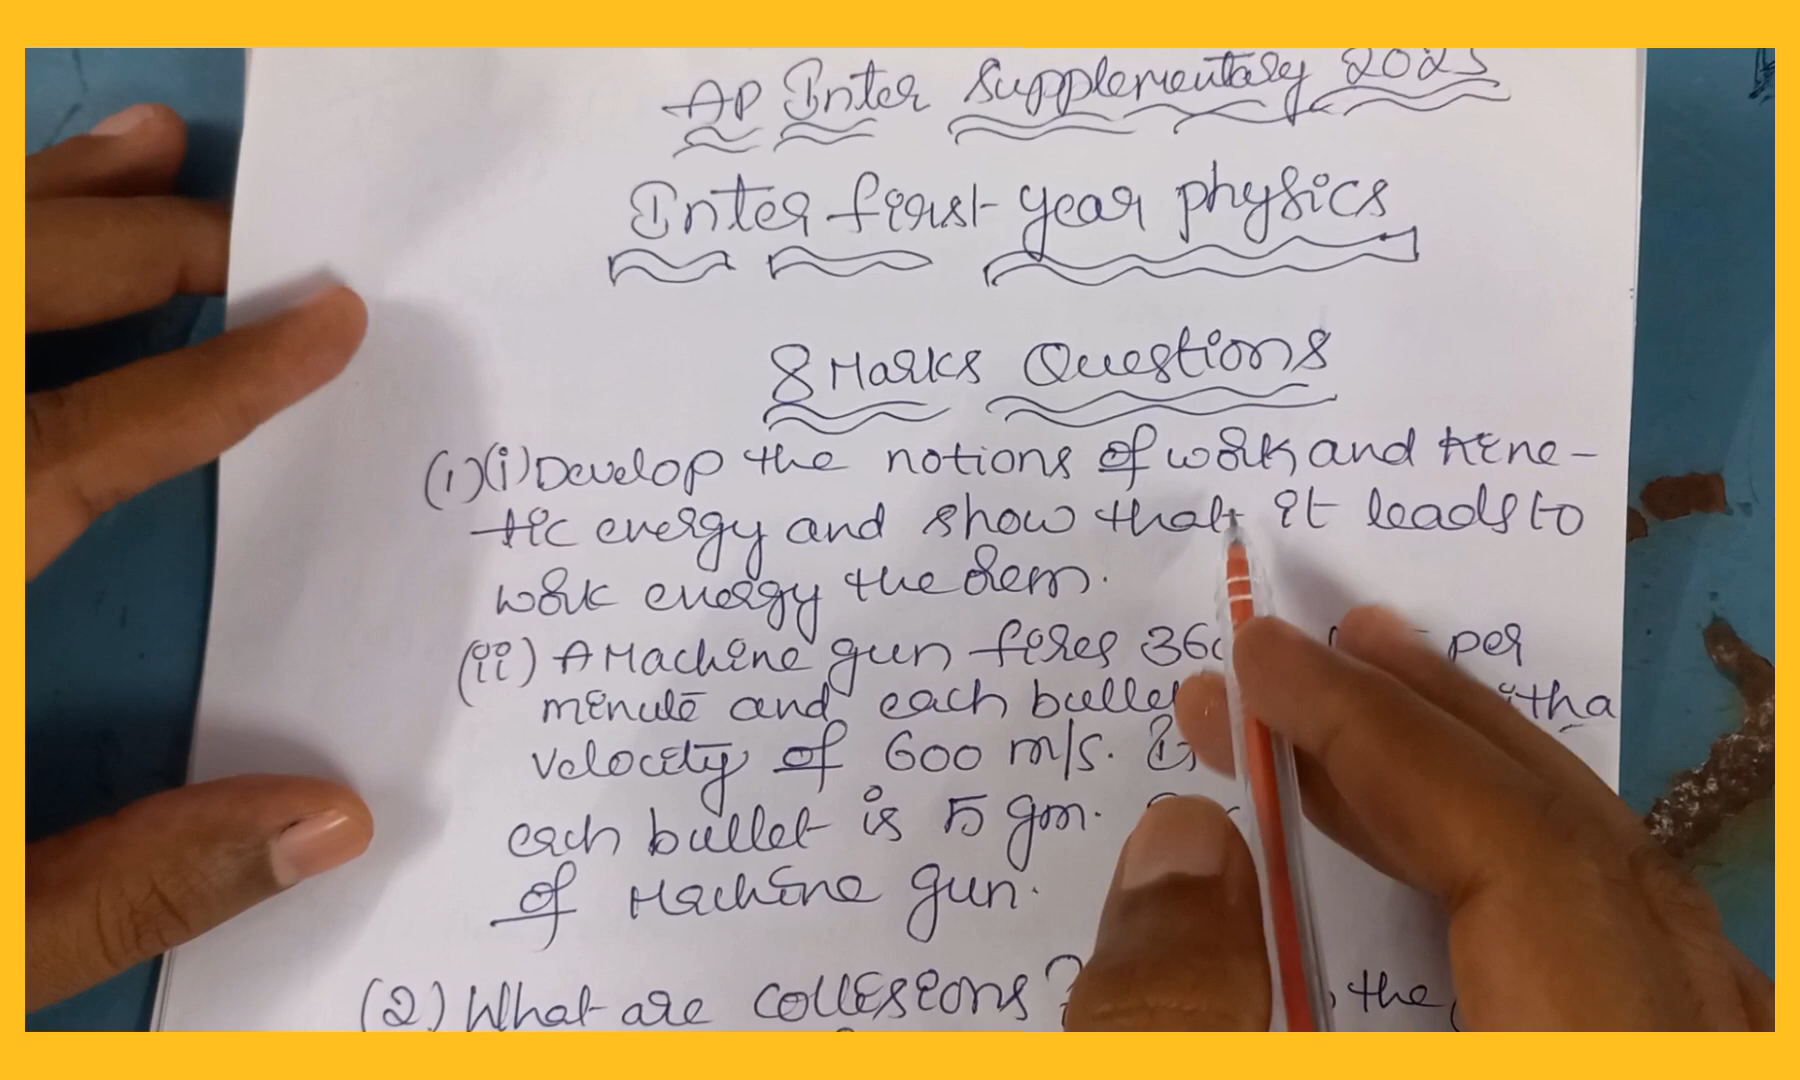 AP Inter Supplementary 2025
Inter first year physics
8 Marks Questions
(1)(i) Develop the notions of work and kine-
tic energy and show that it leads to
work energy theorem.
(ii) A Machine gun fires per
minute and each bullet
velocity of 600 m/s.
each bullet is 5 gm.
of Machine gun.
(2) What are collisions? the